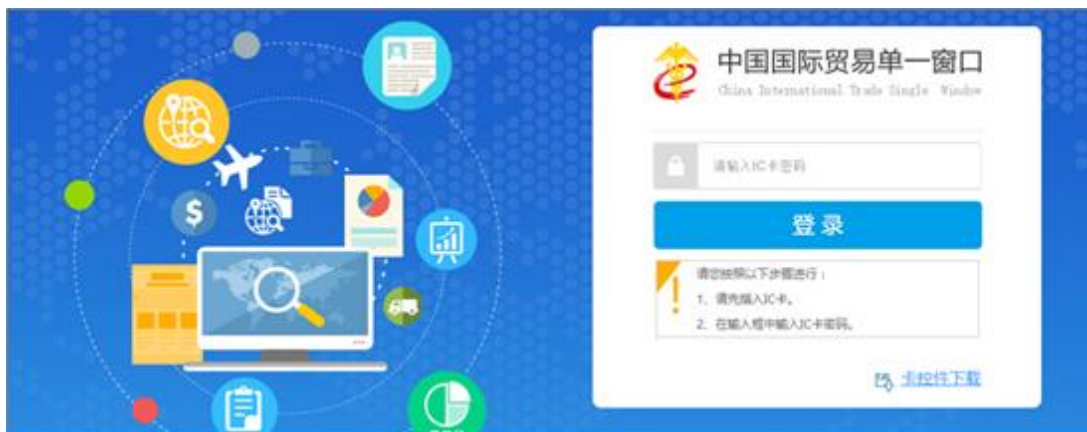 中国国际贸易单一窗口
China International Trade Single Window
请输入IC卡密码
登录
请您按照以下步骤进行：
1、请先插入IC卡。
2、在输入框中输入IC卡密码。
卡控件下载
$